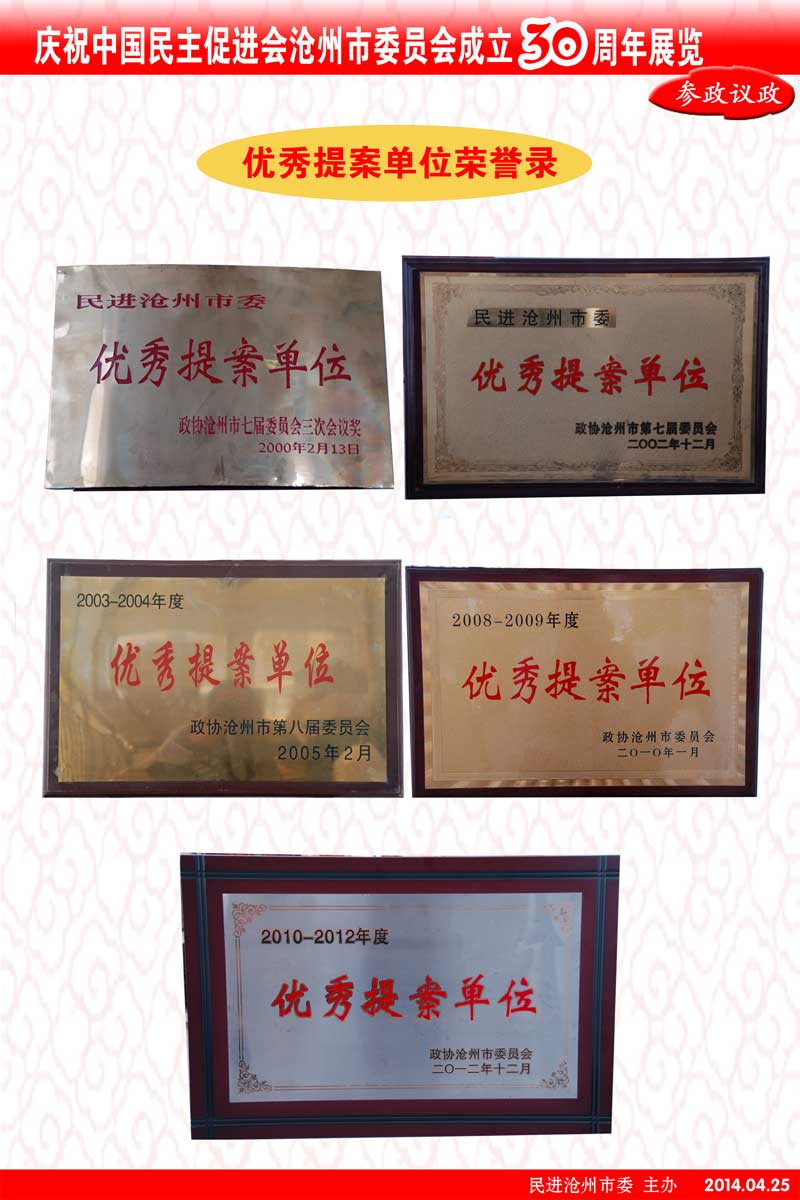 庆祝中国民主促进会沧州市委员会成立30周年展览
参政议政
优秀提案单位荣誉录
民进沧州市委
优秀提案单位
政协沧州市七届委员会三次会议奖
2000年2月13日
民进沧州市委
优秀提案单位
政协沧州市第七届委员会
二〇〇二年十二月
2003-2004年度
优秀提案单位
政协沧州市第八届委员会
2005年2月
2008-2009年度
优秀提案单位
政协沧州市委员会
二〇一〇年一月
2010-2012年度
优秀提案单位
政协沧州市委员会
二〇一二年十二月
民进沧州市委 主办 2014.04.25